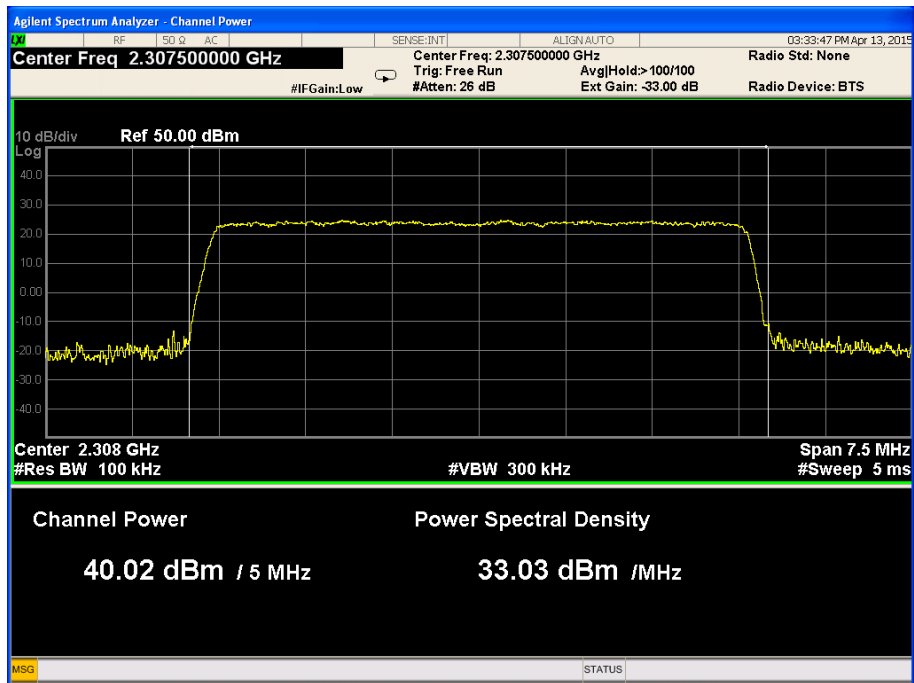 Agilent Spectrum Analyzer - Channel Power
LXI RF 50 Ω AC SENSE:INT ALIGN AUTO 03:33:47 PM Apr 13, 2015
Center Freq 2.307500000 GHz
Center Freq: 2.307500000 GHz
Radio Std: None
Trig: Free Run
Avg|Hold:>100/100
#IFGain:Low
#Atten: 26 dB
Ext Gain: -33.00 dB
Radio Device: BTS
10 dB/div Ref 50.00 dBm
Log
40.0
30.0
20.0
10.0
0.00
-10.0
-20.0
-30.0
-40.0
Center 2.308 GHz Span 7.5 MHz
#Res BW 100 kHz #VBW 300 kHz #Sweep 5 ms
Channel Power Power Spectral Density
40.02 dBm / 5 MHz 33.03 dBm /MHz
MSG STATUS